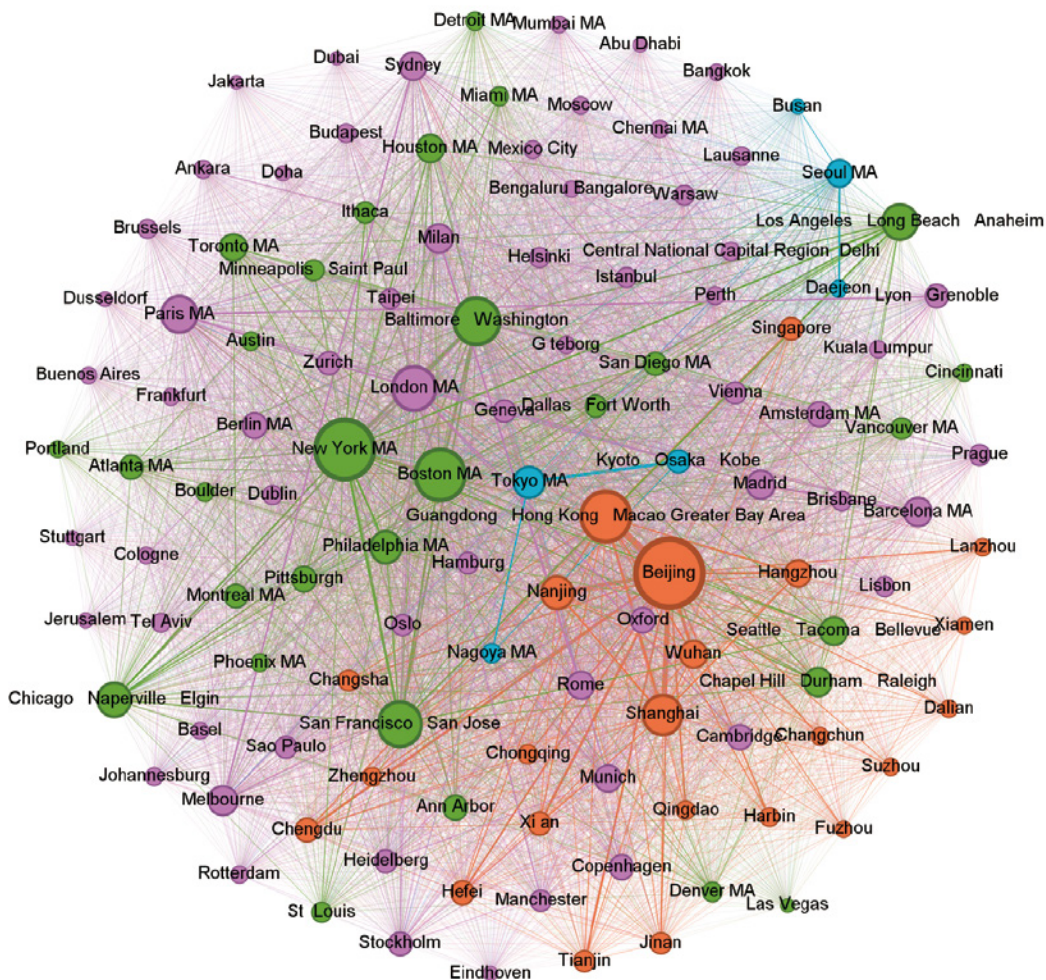 Detroit MA
Mumbai MA
Abu Dhabi
Dubai
Sydney
Bangkok
Jakarta
Miami MA
Moscow
Busan
Budapest
Houston MA
Chennai MA
Mexico City
Lausanne
Ankara
Doha
Seoul MA
Bengaluru Bangalore
Warsaw
Ithaca
Los Angeles Long Beach Anaheim
Brussels
Milan
Toronto MA
Helsinki
Central National Capital Region Delhi
Minneapolis Saint Paul
Istanbul
Daejeon
Dusseldorf
Taipei
Perth
Lyon Grenoble
Paris MA
Baltimore Washington
Singapore
Austin
G teborg
Kuala Lumpur
Zurich
San Diego MA
Buenos Aires
Cincinnati
London MA
Frankfurt
Vienna
Geneva
Dallas Fort Worth
Amsterdam MA
Berlin MA
Vancouver MA
New York MA
Portland
Prague
Atlanta MA
Boston MA
Kyoto Osaka Kobe
Tokyo MA
Madrid
Boulder
Dublin
Brisbane
Barcelona MA
Guangdong Hong Kong Macao Greater Bay Area
Stuttgart
Philadelphia MA
Lanzhou
Cologne
Hamburg
Beijing
Hangzhou
Pittsburgh
Nanjing
Lisbon
Montreal MA
Jerusalem
Tel Aviv
Oslo
Oxford
Seattle Tacoma Bellevue
Xiamen
Nagoya MA
Wuhan
Phoenix MA
Changsha
Rome
Chapel Hill Durham Raleigh
Chicago Naperville Elgin
Dalian
San Francisco San Jose
Shanghai
Basel
Cambridge
Changchun
Sao Paulo
Chongqing
Suzhou
Johannesburg
Zhengzhou
Munich
Melbourne
Ann Arbor
Qingdao
Harbin
Chengdu
Xi an
Fuzhou
Heidelberg
Copenhagen
Rotterdam
Hefei
Manchester
Denver MA
Las Vegas
St Louis
Stockholm
Jinan
Tianjin
Eindhoven